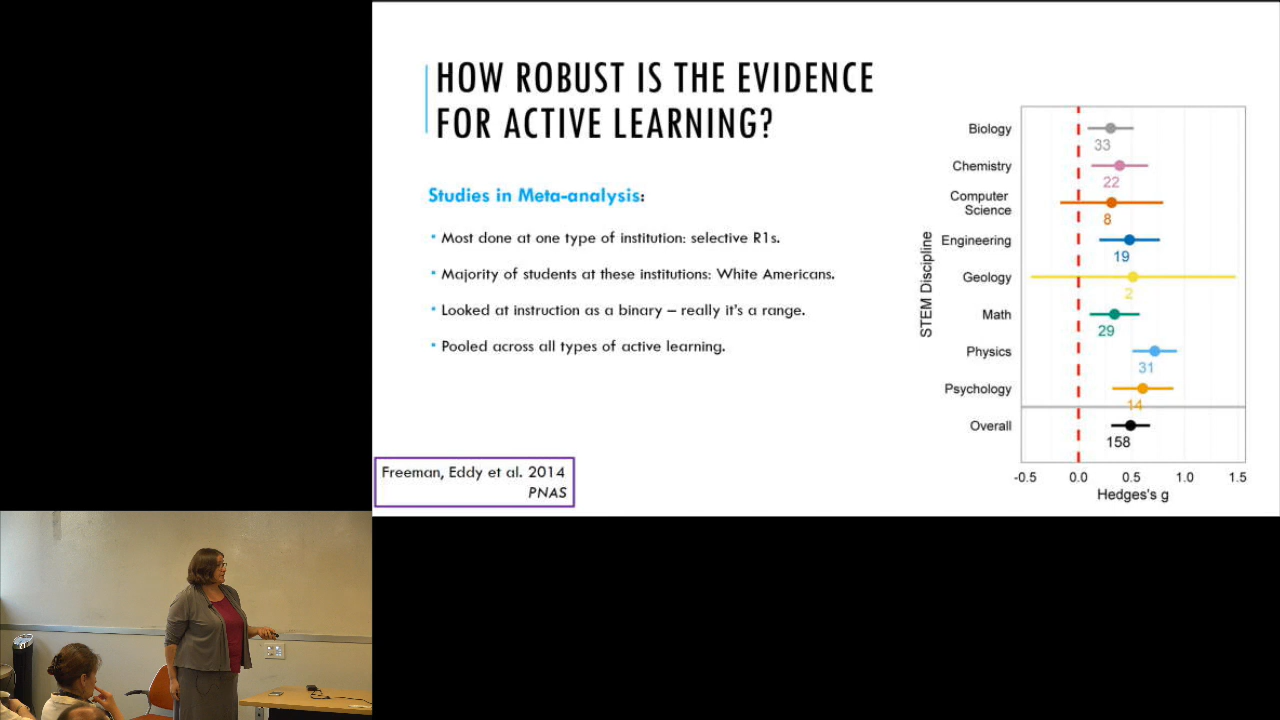 HOW ROBUST IS THE EVIDENCE
FOR ACTIVE LEARNING?
Studies in Meta-analysis:
• Most done at one type of institution: selective R1s.
• Majority of students at these institutions: White Americans.
• Looked at instruction as a binary – really it's a range.
• Pooled across all types of active learning.
Freeman, Eddy et al. 2014
PNAS
STEM Discipline
Biology
33
Chemistry
22
Computer
Science
8
Engineering
19
Geology
2
Math
29
Physics
31
Psychology
14
Overall
158
-0.5 0.0 0.5 1.0 1.5
Hedges's g